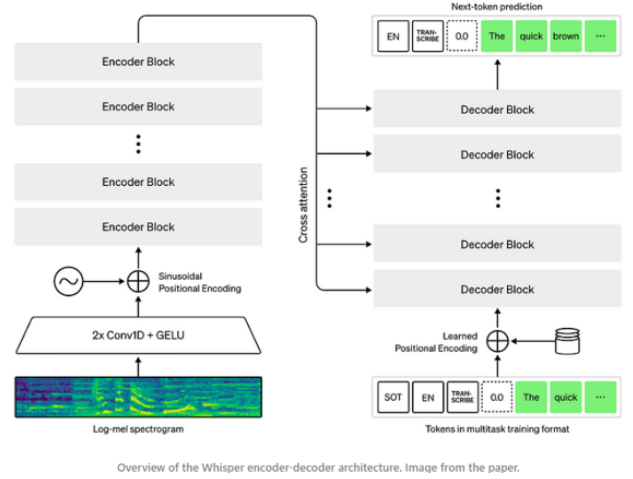 Next-token prediction
EN TRAN-SCRIBE 0.0 The quick brown ...
Encoder Block
Encoder Block
Encoder Block
Encoder Block
Sinusoidal
Positional Encoding
2x Conv1D + GELU
Log-mel spectrogram
Cross attention
Decoder Block
Decoder Block
Decoder Block
Decoder Block
Learned
Positional Encoding
SOT EN TRAN-SCRIBE 0.0 The quick ...
Tokens in multitask training format
Overview of the Whisper encoder-decoder architecture. Image from the paper.